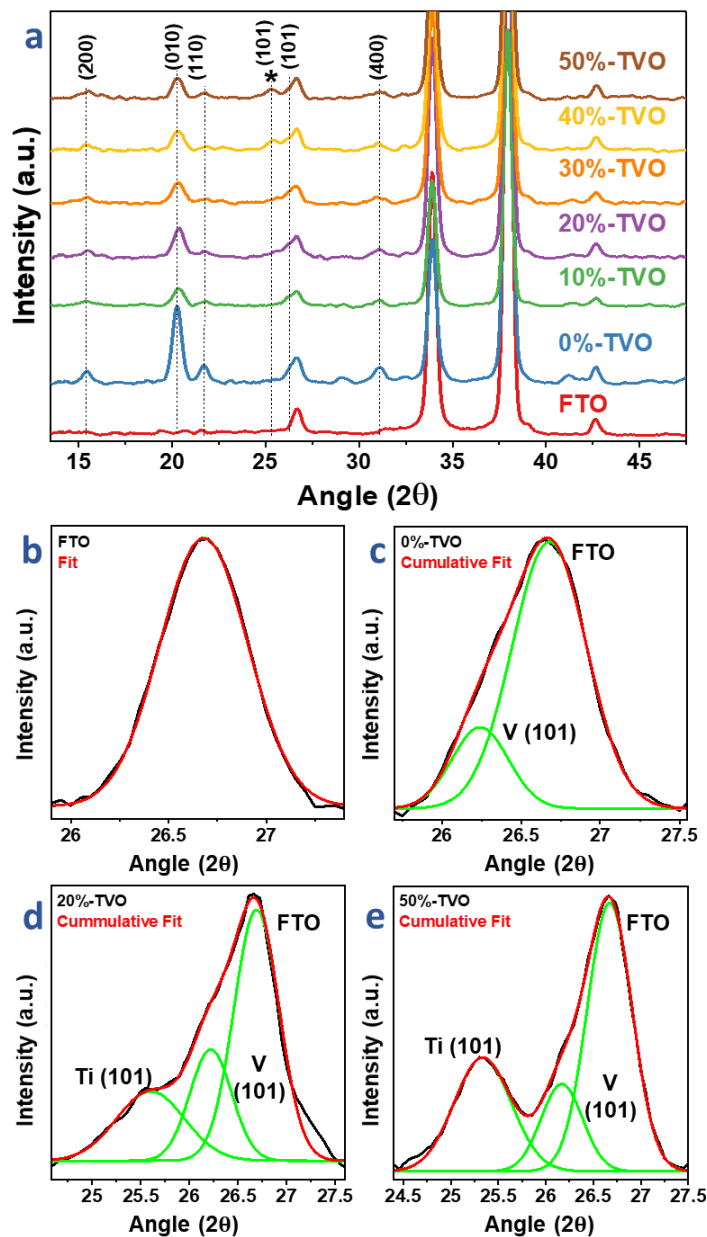 a
(200)
(010)
(110)
(101)
*
(101)
(400)
50%-TVO
40%-TVO
30%-TVO
20%-TVO
10%-TVO
0%-TVO
FTO
Intensity (a.u.)
15 20 25 30 35 40 45
Angle (2θ)
b
FTO
Fit
Intensity (a.u.)
26 26.5 27
Angle (2θ)
c
0%-TVO
Cumulative Fit
FTO
V (101)
Intensity (a.u.)
26 26.5 27 27.5
Angle (2θ)
d
20%-TVO
Cummulative Fit
FTO
Ti (101)
V
(101)
Intensity (a.u.)
25 25.5 26 26.5 27 27.5
Angle (2θ)
e
50%-TVO
Cumulative Fit
FTO
Ti (101)
V
(101)
Intensity (a.u.)
24.5 25 25.5 26 26.5 27 27.5
Angle (2θ)